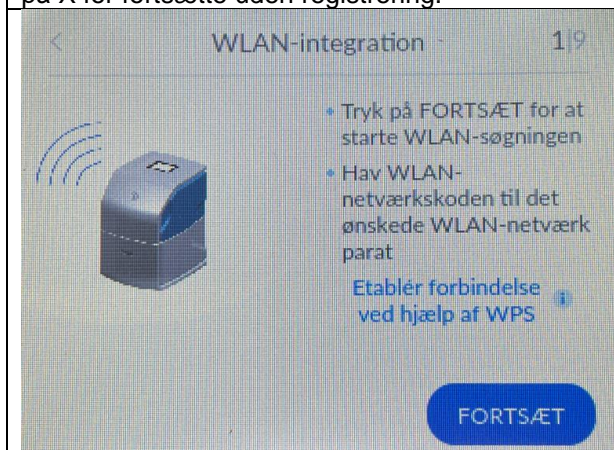 på X for fortsætte uden registrering.
WLAN-integration
1|9
• Tryk på FORTSÆT for at
starte WLAN-søgningen
• Hav WLAN-
netværkskoden til det
ønskede WLAN-netværk
parat
Etablér forbindelse
ved hjælp af WPS
i
FORTSÆT